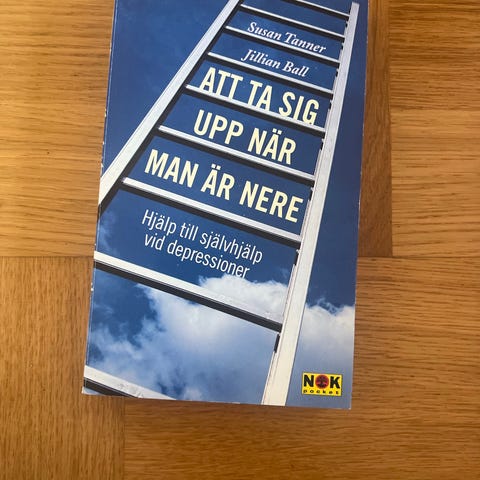 Susan Tanner
Jillian Ball
ATT TA SIG
UPP NÄR
MAN ÄR NERE
Hjälp till självhjälp
vid depressioner
NOK
pocket